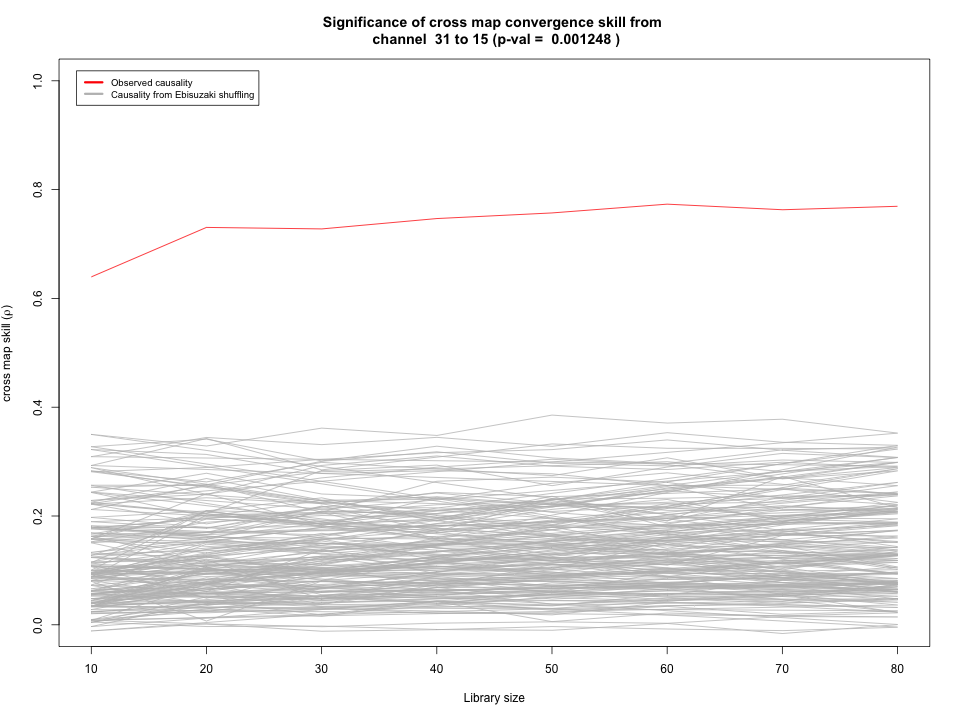 Significance of cross map convergence skill from
channel  31 to 15 (p-val =  0.001248 )
Observed causality
Causality from Ebisuzaki shuffling
cross map skill (ρ)
1.0
0.8
0.6
0.4
0.2
0.0
10 20 30 40 50 60 70 80
Library size